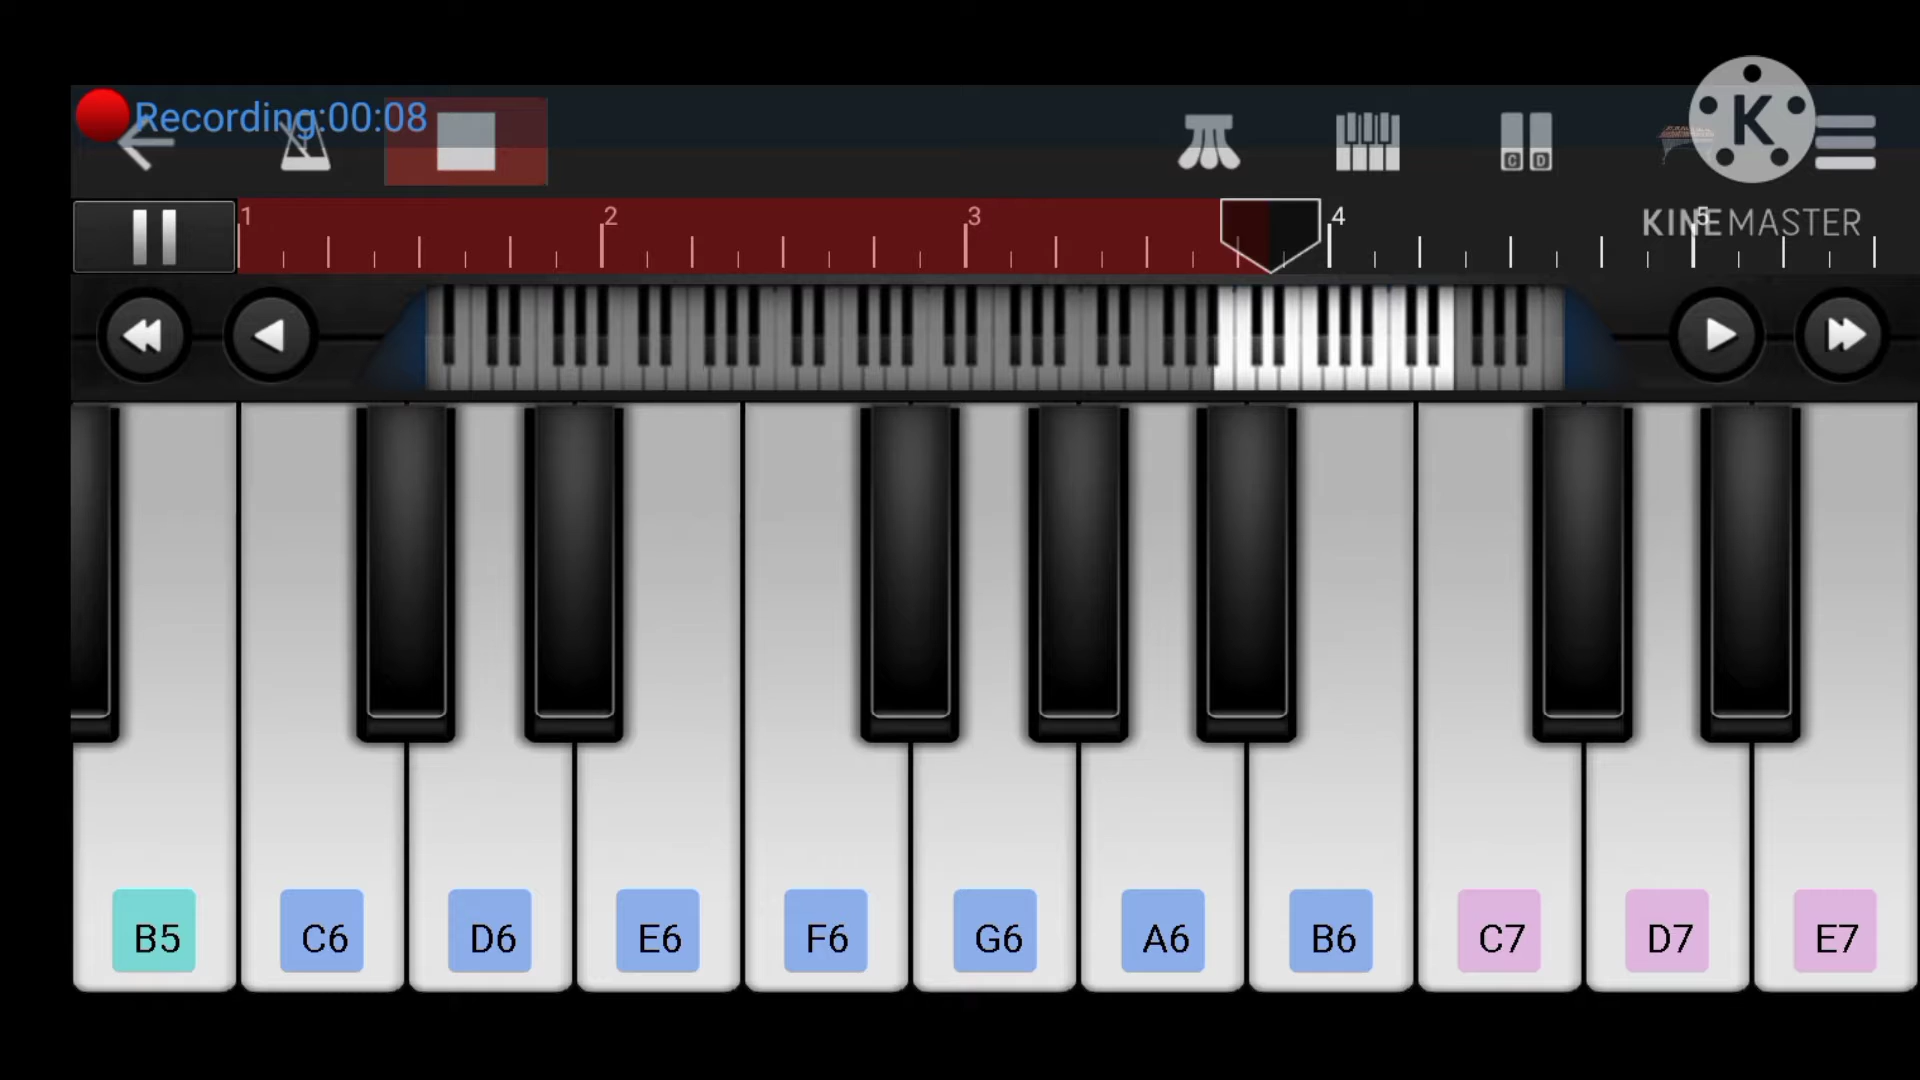 Recording:00:08
K
C D
1 2 3 4 5
KINEMASTER
B5 C6 D6 E6 F6 G6 A6 B6 C7 D7 E7